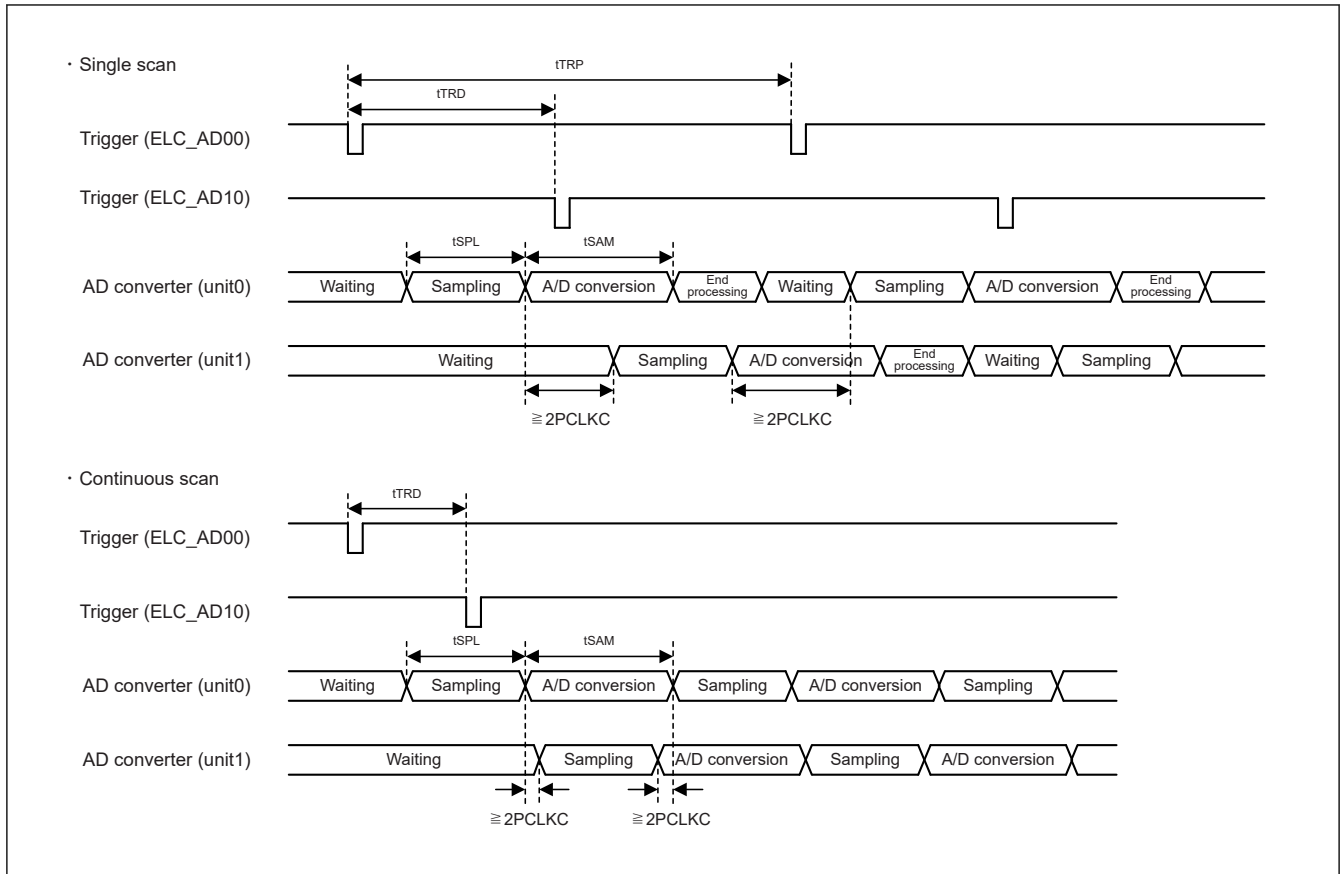 · Single scan
tTRP
tTRD
Trigger (ELC_AD00)
Trigger (ELC_AD10)
tSPL tSAM
AD converter (unit0) Waiting Sampling A/D conversion End processing Waiting Sampling A/D conversion End processing
AD converter (unit1) Waiting Sampling A/D conversion End processing Waiting Sampling
≧2PCLKC ≧2PCLKC
· Continuous scan
tTRD
Trigger (ELC_AD00)
Trigger (ELC_AD10)
tSPL tSAM
AD converter (unit0) Waiting Sampling A/D conversion Sampling A/D conversion Sampling
AD converter (unit1) Waiting Sampling A/D conversion Sampling A/D conversion
≧2PCLKC ≧2PCLKC